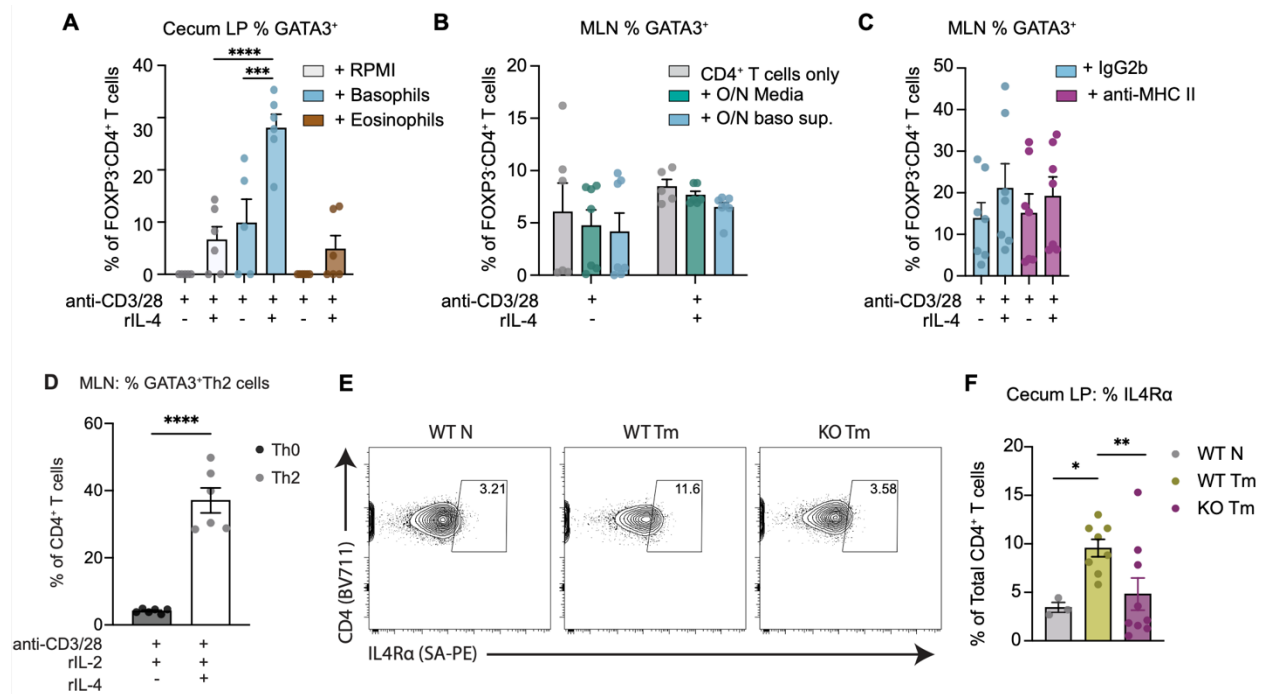 A
Cecum LP % GATA3⁺
% of FOXP3⁻CD4⁺ T cells
40
30
20
10
0
****
***
+ RPMI
+ Basophils
+ Eosinophils
anti-CD3/28 + + + + + +
rIL-4 - + - + - +
B
MLN % GATA3⁺
% of FOXP3⁻CD4⁺ T cells
20
15
10
5
0
CD4⁺ T cells only
+ O/N Media
+ O/N baso sup.
anti-CD3/28 + +
rIL-4 - +
C
MLN % GATA3⁺
% of FOXP3⁻CD4⁺ T cells
50
40
30
20
10
0
+ IgG2b
+ anti-MHC II
anti-CD3/28 + + + +
rIL-4 - + - +
D
MLN: % GATA3⁺Th2 cells
% of CD4⁺ T cells
60
40
20
0
****
Th0
Th2
anti-CD3/28 + +
rIL-2 + +
rIL-4 - +
E
WT N
WT Tm
KO Tm
3.21
11.6
3.58
CD4 (BV711)
IL4Rα (SA-PE)
F
Cecum LP: % IL4Rα
% of Total CD4⁺ T cells
20
15
10
5
0
*
**
WT N
WT Tm
KO Tm